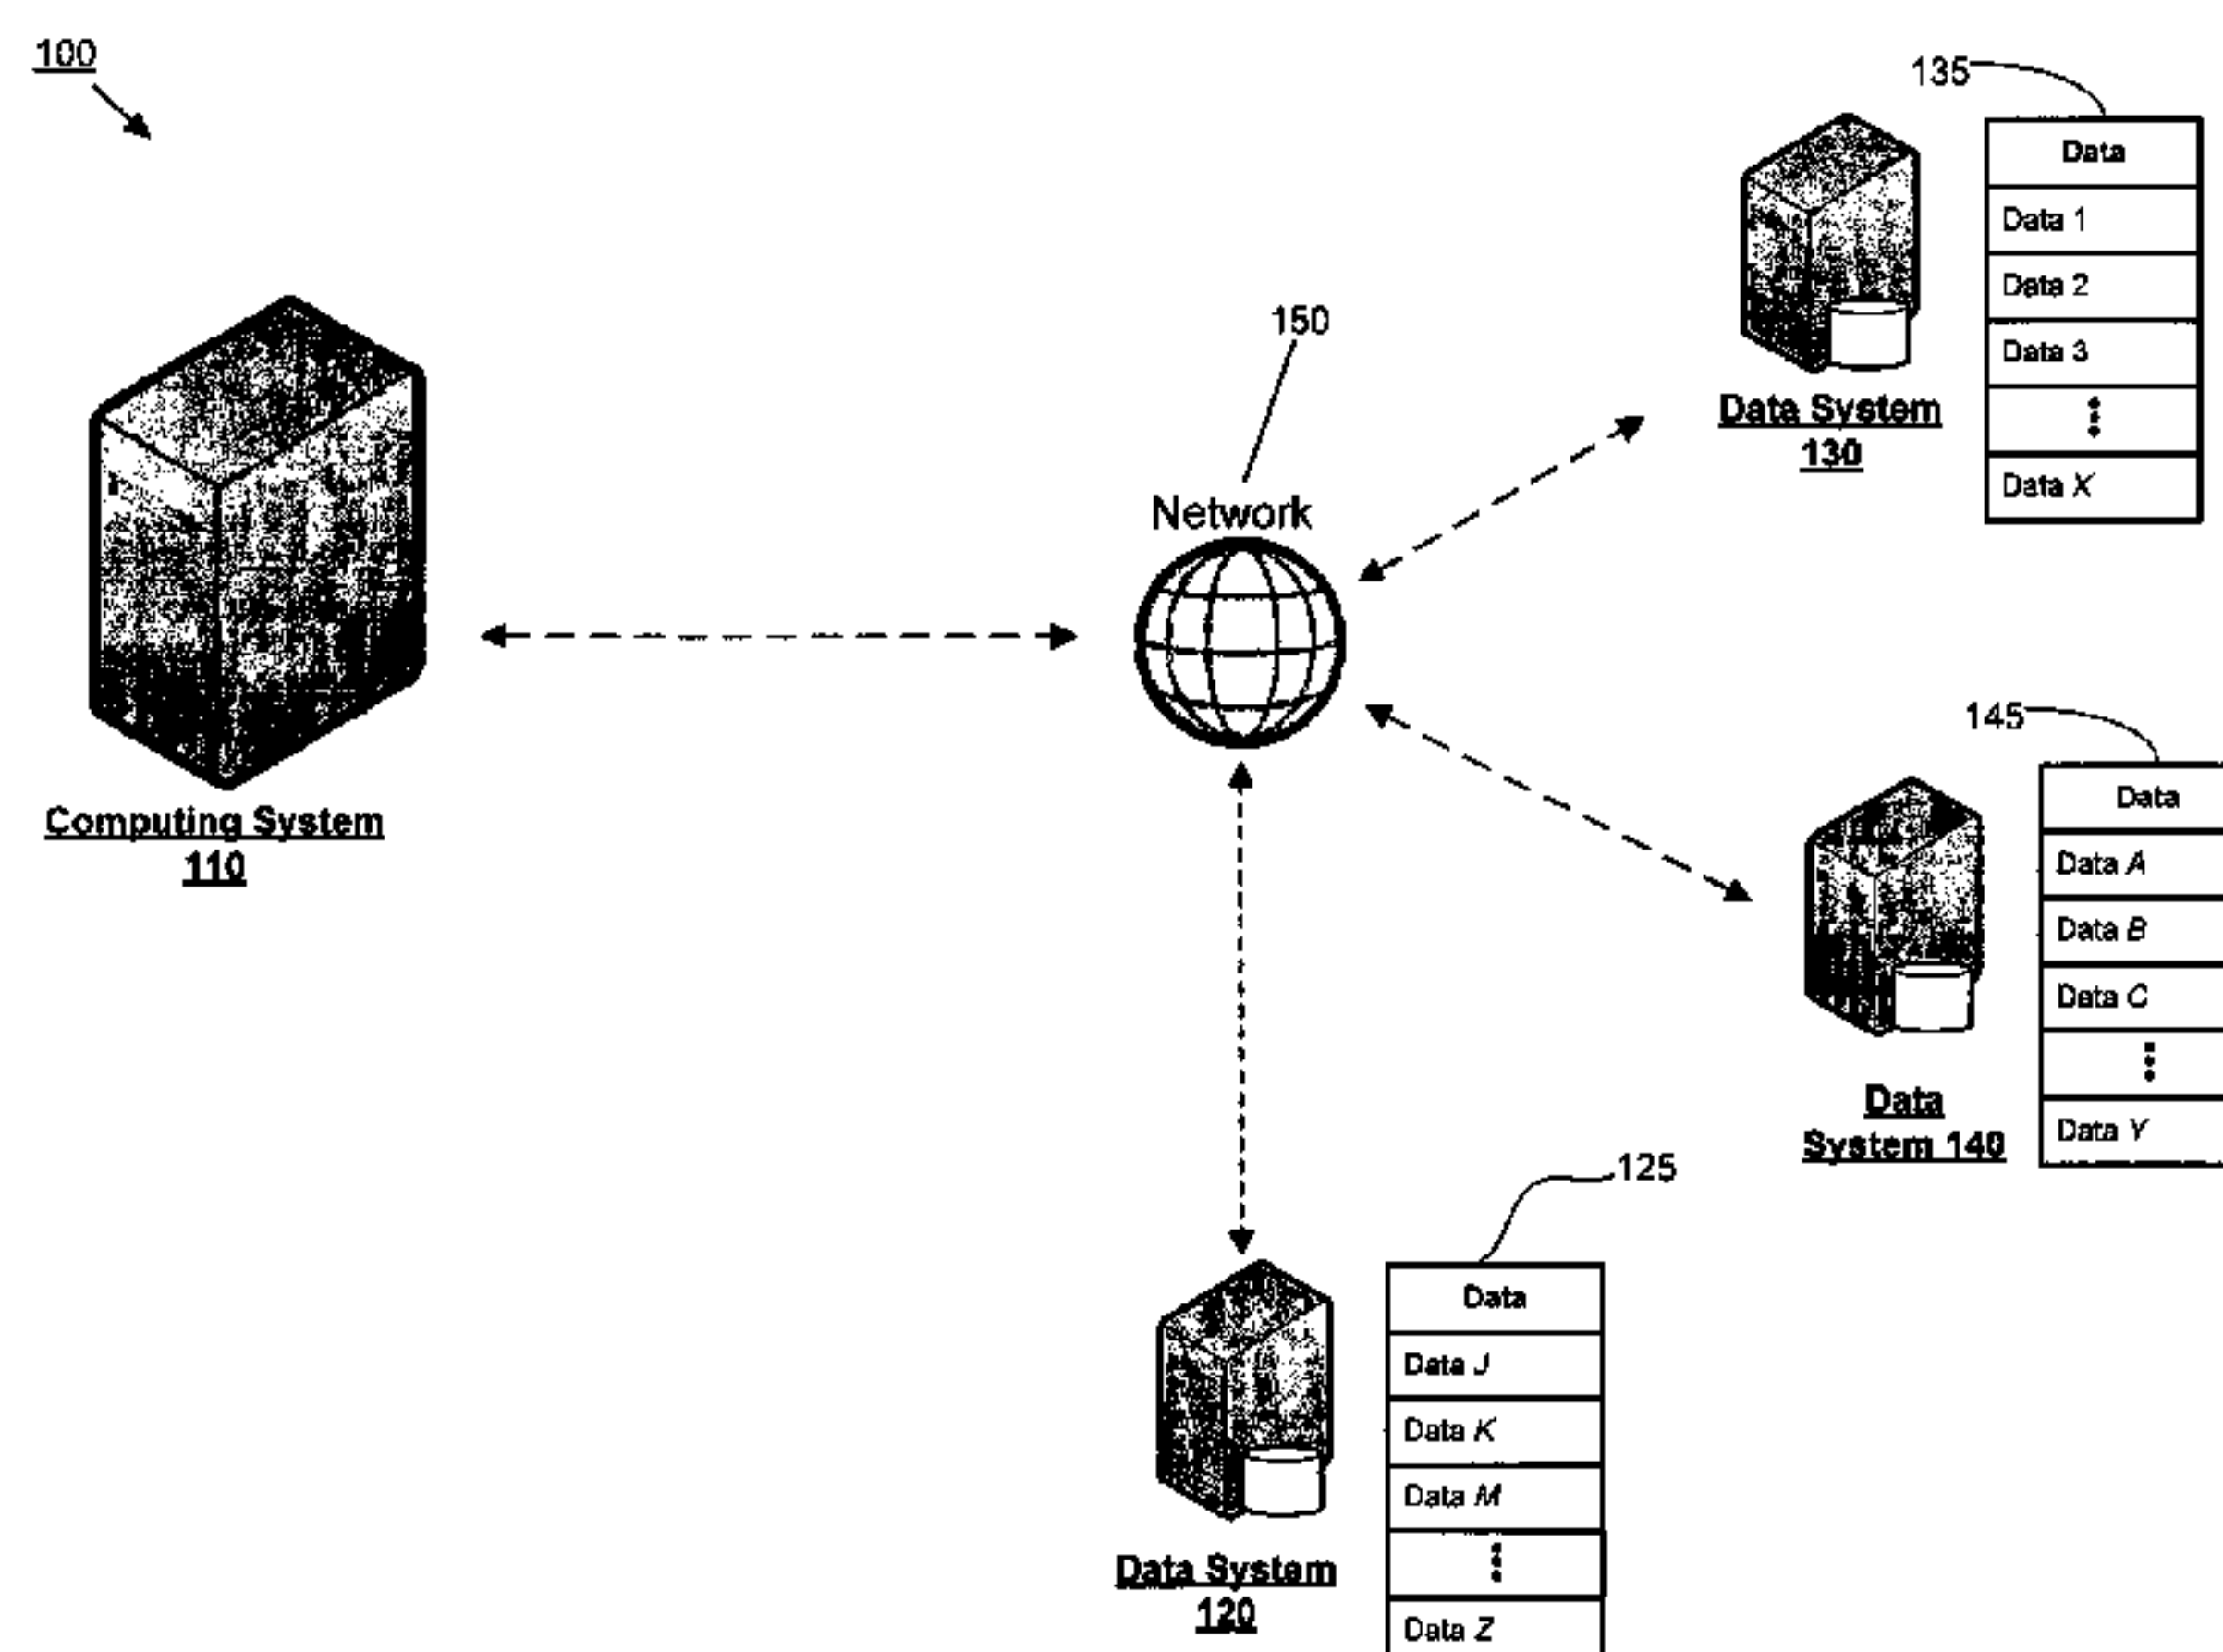 100
135
Data
Data 1
Data 2
Data 3
Data X
Data System
130
150
Network
Computing System
110
145
Data
Data A
Data B
Data C
Data Y
Data
System 140
125
Data
Data J
Data K
Data M
Data Z
Data System
120